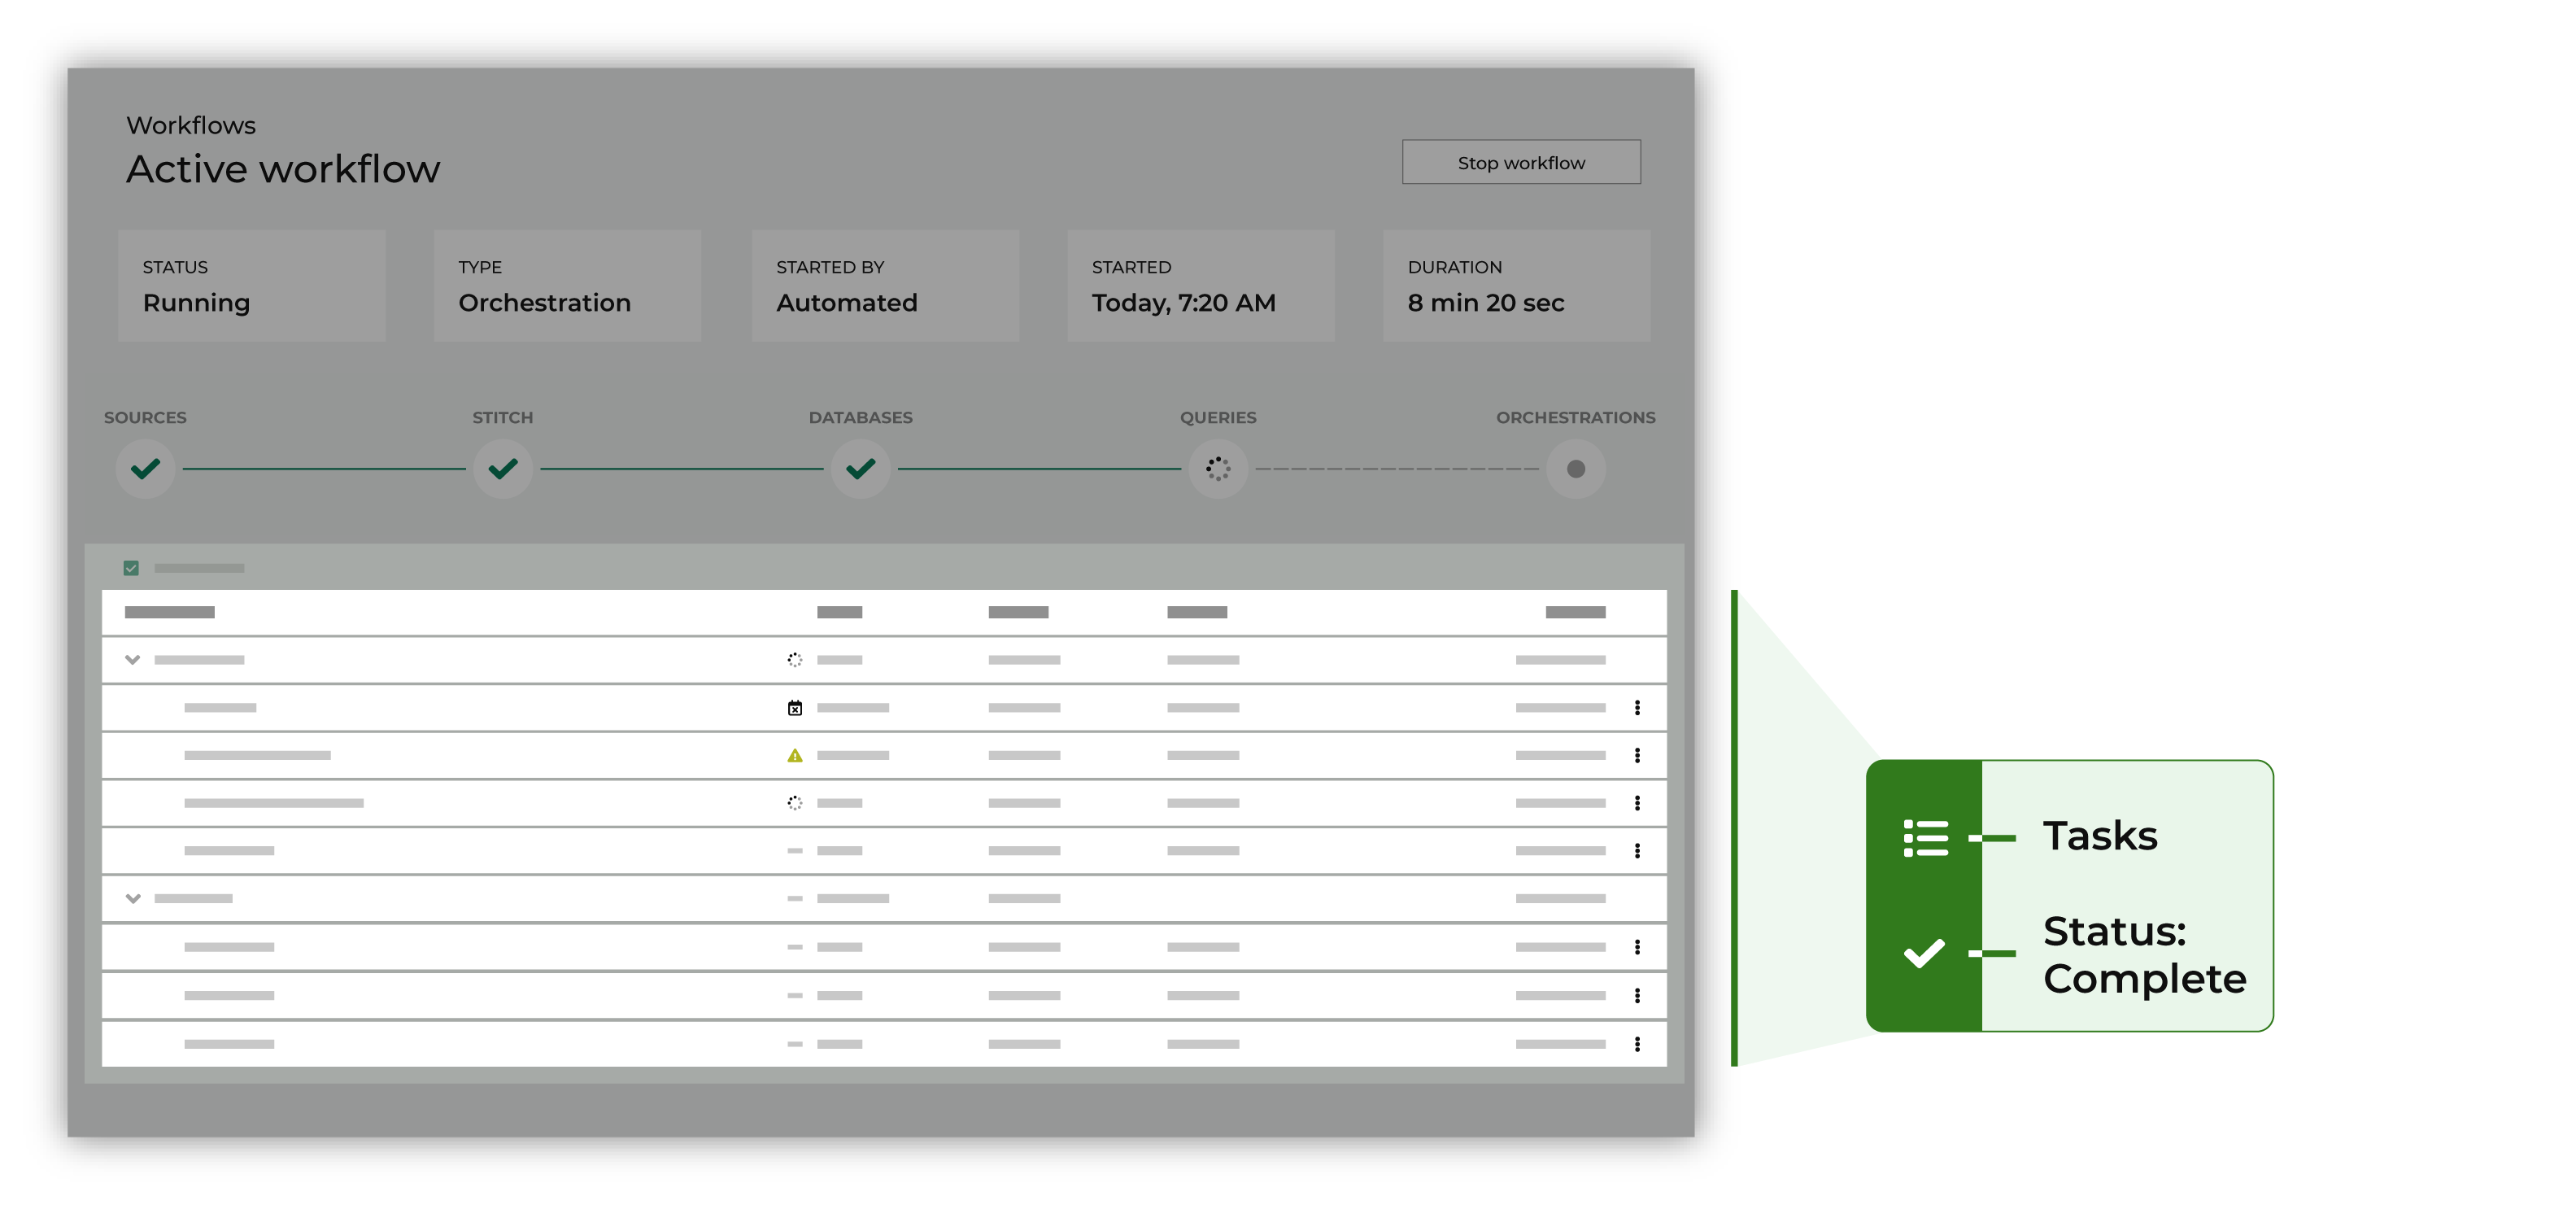 Workflows
Active workflow
Stop workflow
STATUS
Running
TYPE
Orchestration
STARTED BY
Automated
STARTED
Today, 7:20 AM
DURATION
8 min 20 sec
SOURCES
STITCH
DATABASES
QUERIES
ORCHESTRATIONS
Tasks
Status:
Complete